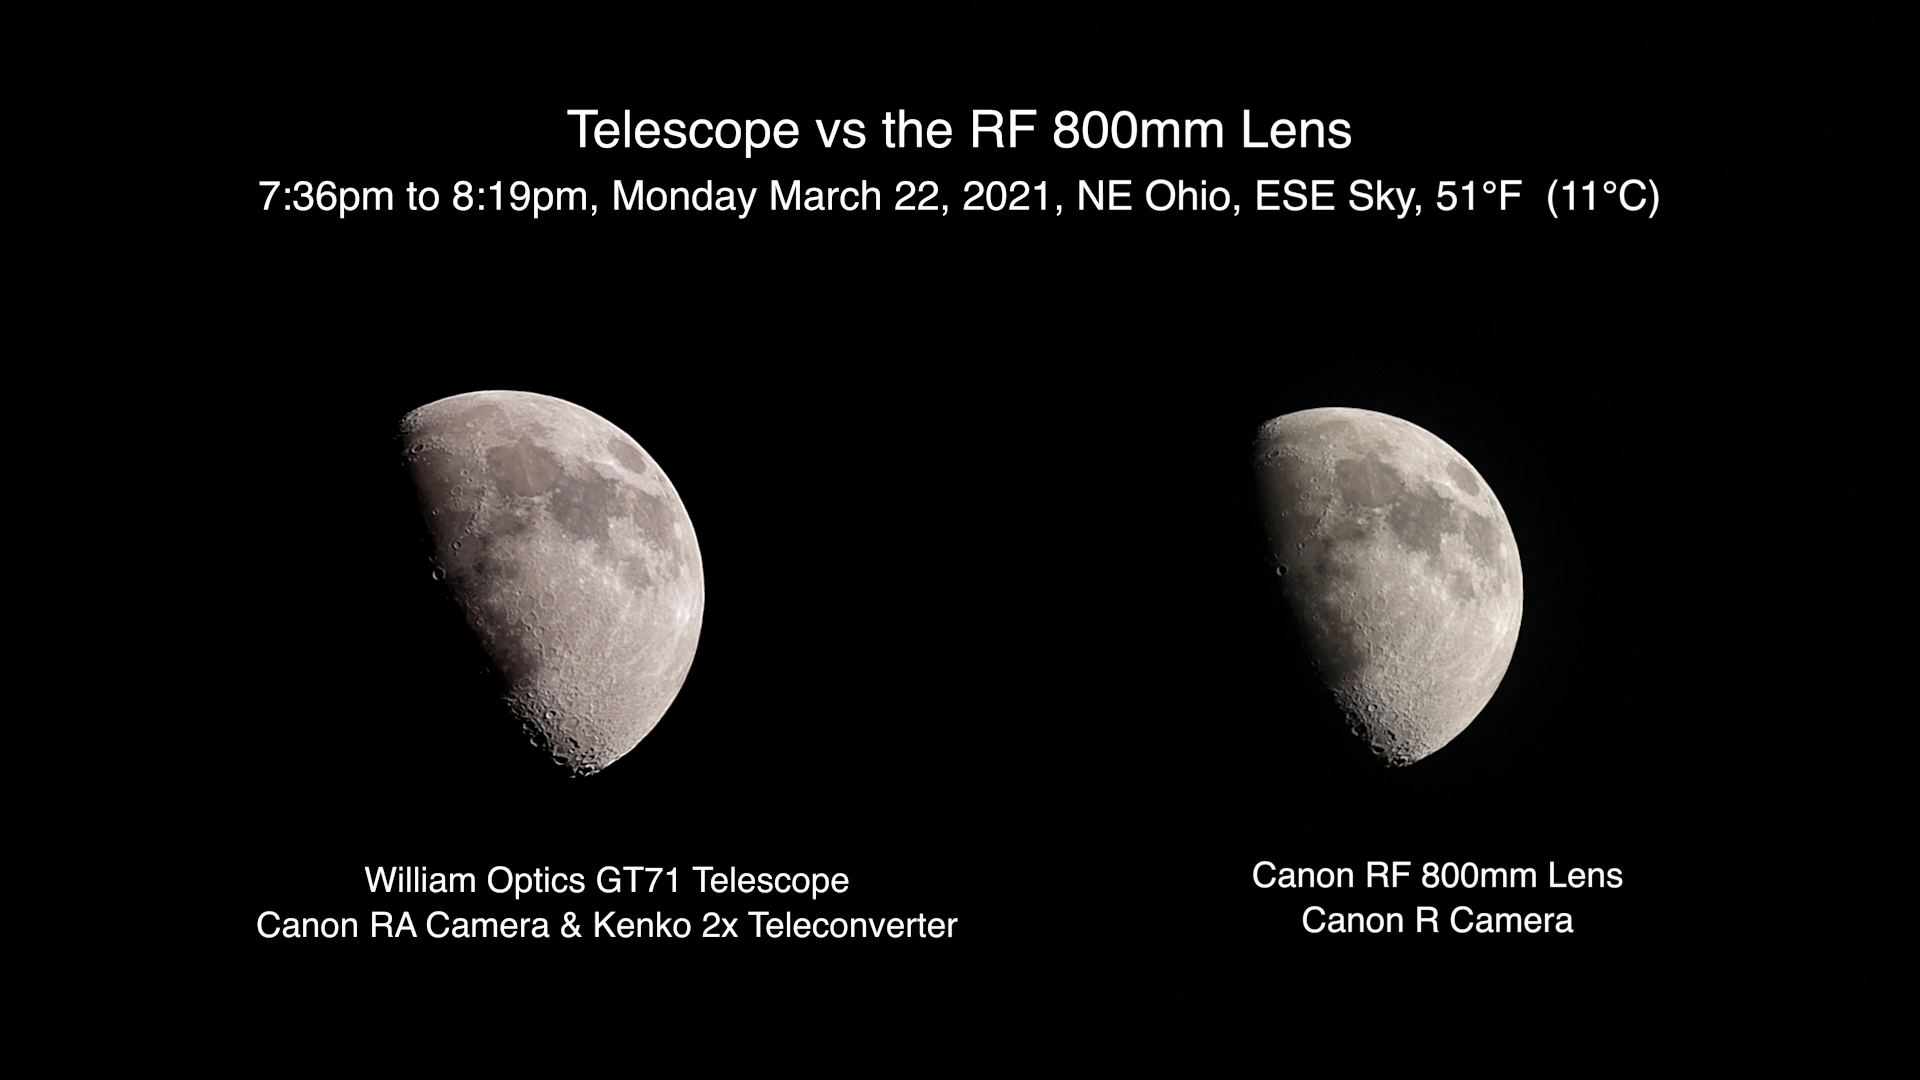 Telescope vs the RF 800mm Lens
7:36pm to 8:19pm, Monday March 22, 2021, NE Ohio, ESE Sky, 51°F  (11°C)
William Optics GT71 Telescope
Canon RA Camera & Kenko 2x Teleconverter
Canon RF 800mm Lens
Canon R Camera